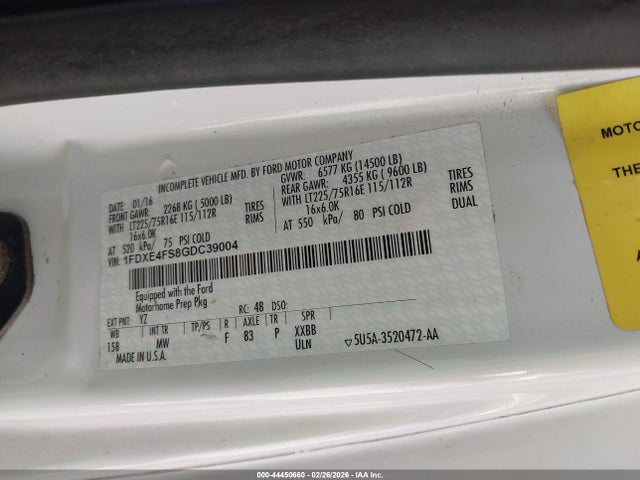 INCOMPLETE VEHICLE MFD. BY FORD MOTOR COMPANY
DATE: 01/16 GVWR: 6577 KG (14500 LB)
FRONT GAWR: 2268 KG (5000 LB) REAR GAWR: 4355 KG (9600 LB)
WITH LT225/75R16E 115/112R TIRES WITH LT225/75R16E 115/112R TIRES
16x6.0K RIMS 16x6.0K RIMS
AT 520 kPa/ 75 PSI COLD AT 550 kPa/ 80 PSI COLD DUAL
1FDXE4FS8GDC39004
Equipped with the Ford
Motorhome Prep Pkg
EXT PNT: YZ RC: 48 DSO:
WB INT TR TP/PS R AXLE TR SPR
158 MW F B3 P XXBB
MADE IN U.S.A. ULN ▽5U5A-3520472-AA
MOTO
THE
000-44450660 - 02/26/2026 - IAA Inc.